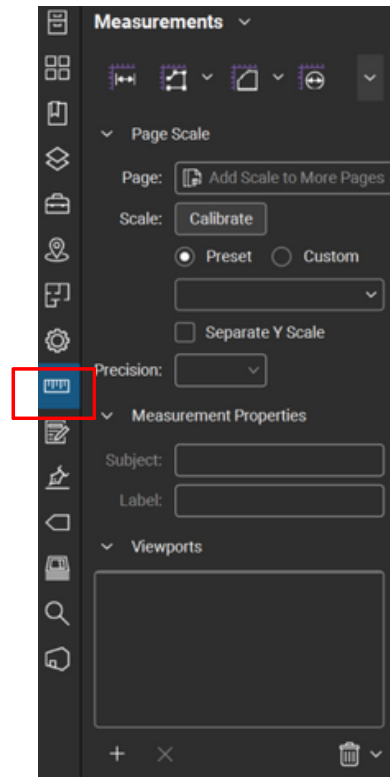 Measurements
Page Scale
Page: Add Scale to More Pages
Scale: Calibrate
Preset Custom
Separate Y Scale
Precision:
Measurement Properties
Subject:
Label:
Viewports